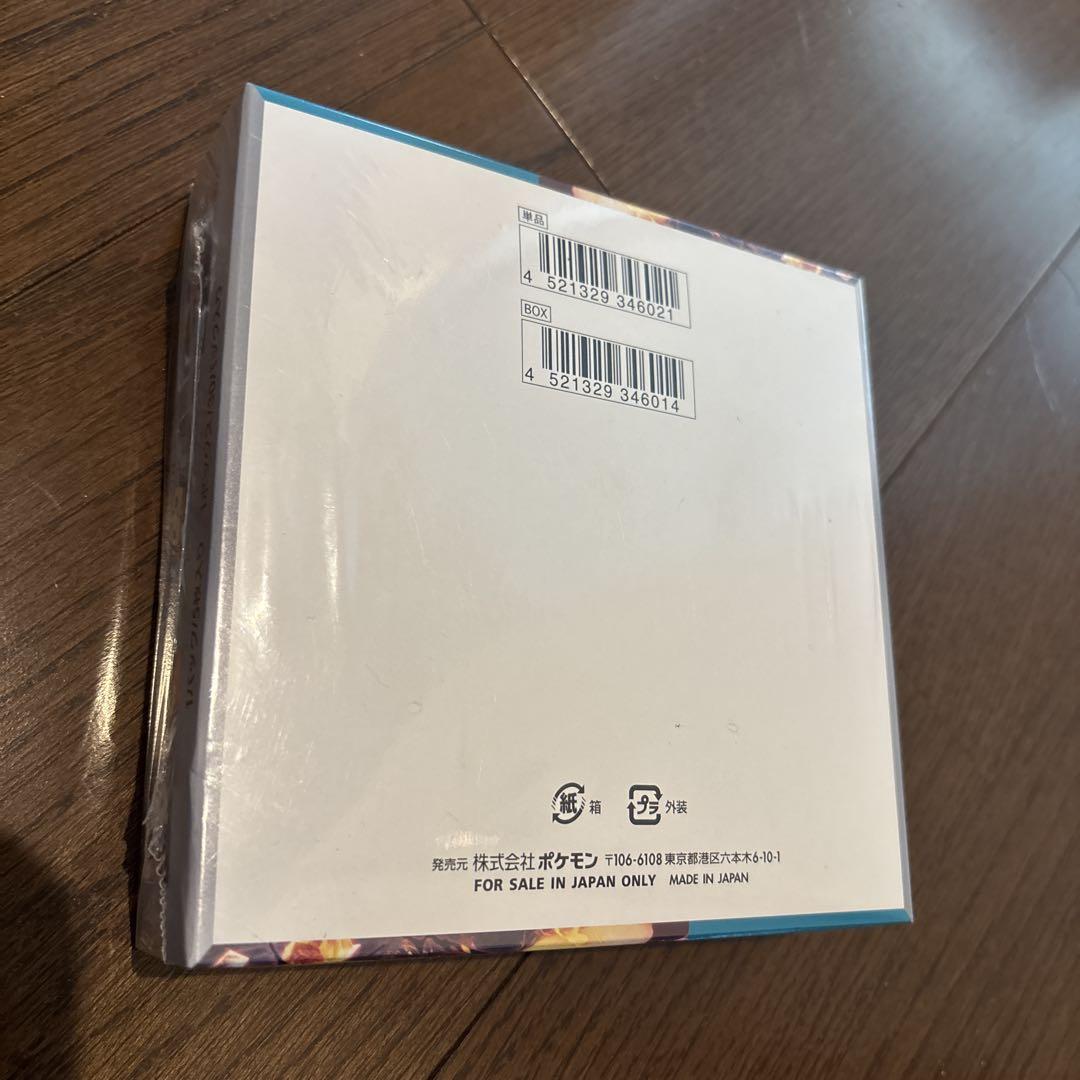 単品
4 521329 346021
BOX
4 521329 346014
紙 箱 プラ 外装
発売元 株式会社ポケモン 〒106-6108 東京都港区六本木6-10-1
FOR SALE IN JAPAN ONLY MADE IN JAPAN